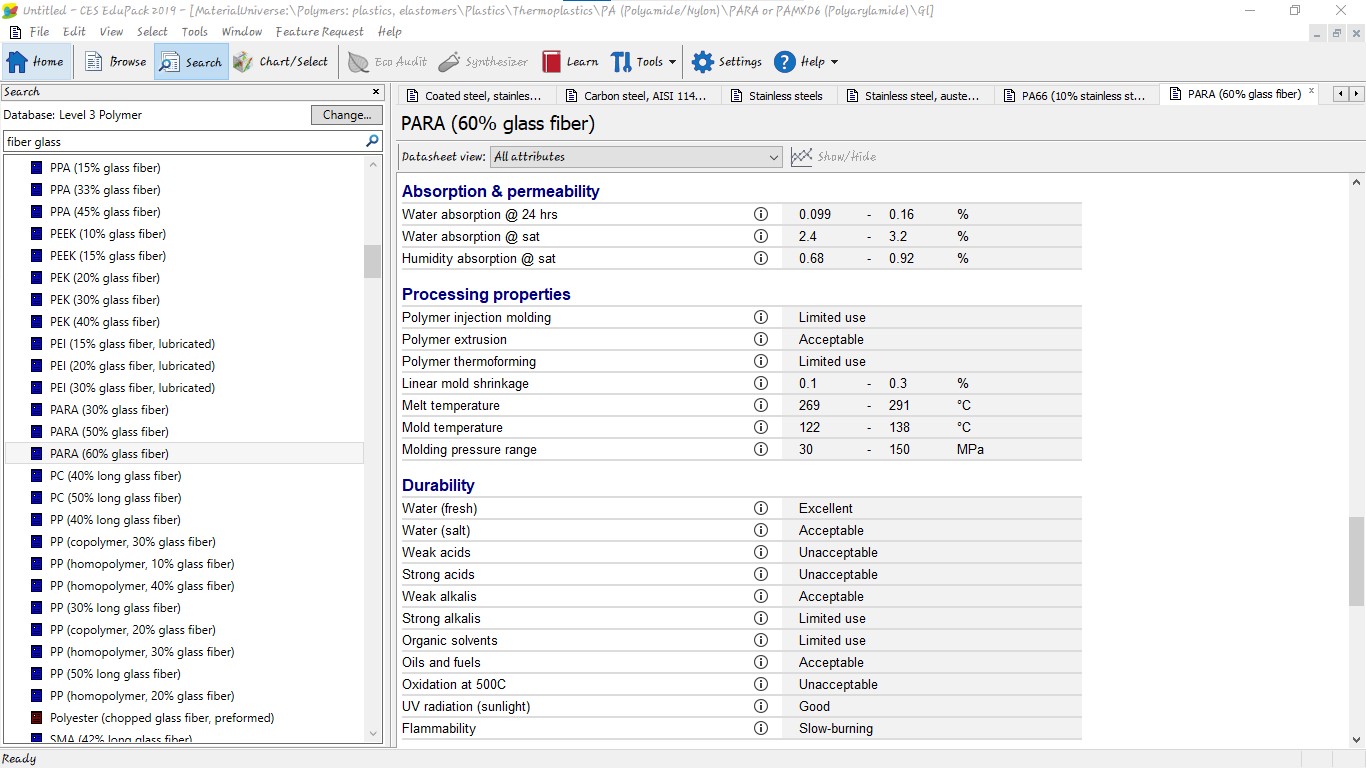 Untitled - CES EduPack 2019 - [MaterialUniverse:\Polymers: plastics, elastomers\Plastics\Thermoplastics\PA (Polyamide/Nylon)\PARA or PAMXD6 (Polyarylamide)\Gl]
File Edit View Select Tools Window Feature Request Help
Home Browse Search Chart/Select Eco Audit Synthesizer Learn Tools Settings Help
Search
Database: Level 3 Polymer Change...
fiber glass
PPA (15% glass fiber)
PPA (33% glass fiber)
PPA (45% glass fiber)
PEEK (10% glass fiber)
PEEK (15% glass fiber)
PEK (20% glass fiber)
PEK (30% glass fiber)
PEK (40% glass fiber)
PEI (15% glass fiber, lubricated)
PEI (20% glass fiber, lubricated)
PEI (30% glass fiber, lubricated)
PARA (30% glass fiber)
PARA (50% glass fiber)
PARA (60% glass fiber)
PC (40% long glass fiber)
PC (50% long glass fiber)
PP (40% long glass fiber)
PP (copolymer, 30% glass fiber)
PP (homopolymer, 10% glass fiber)
PP (homopolymer, 40% glass fiber)
PP (30% long glass fiber)
PP (copolymer, 20% glass fiber)
PP (homopolymer, 30% glass fiber)
PP (50% long glass fiber)
PP (homopolymer, 20% glass fiber)
Polyester (chopped glass fiber, preformed)
SMA (42% long glass fiber)
Coated steel, stainles... Carbon steel, AISI 114... Stainless steels Stainless steel, auste... PA66 (10% stainless st... PARA (60% glass fiber)
PARA (60% glass fiber)
Datasheet view: All attributes Show/Hide
Absorption & permeability
Water absorption @ 24 hrs 0.099 - 0.16 %
Water absorption @ sat 2.4 - 3.2 %
Humidity absorption @ sat 0.68 - 0.92 %
Processing properties
Polymer injection molding Limited use
Polymer extrusion Acceptable
Polymer thermoforming Limited use
Linear mold shrinkage 0.1 - 0.3 %
Melt temperature 269 - 291 °C
Mold temperature 122 - 138 °C
Molding pressure range 30 - 150 MPa
Durability
Water (fresh) Excellent
Water (salt) Acceptable
Weak acids Unacceptable
Strong acids Unacceptable
Weak alkalis Acceptable
Strong alkalis Limited use
Organic solvents Limited use
Oils and fuels Acceptable
Oxidation at 500C Unacceptable
UV radiation (sunlight) Good
Flammability Slow-burning
Ready